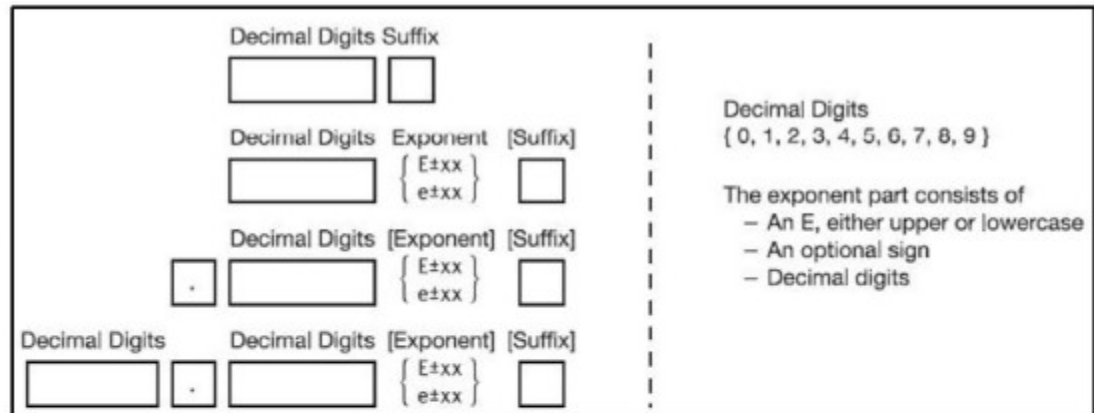 Decimal Digits Suffix
Decimal Digits Exponent [Suffix]
E±xx
e±xx
Decimal Digits [Exponent] [Suffix]
.
E±xx
e±xx
Decimal Digits Decimal Digits [Exponent] [Suffix]
.
E±xx
e±xx
Decimal Digits
{ 0, 1, 2, 3, 4, 5, 6, 7, 8, 9 }
The exponent part consists of
– An E, either upper or lowercase
– An optional sign
– Decimal digits